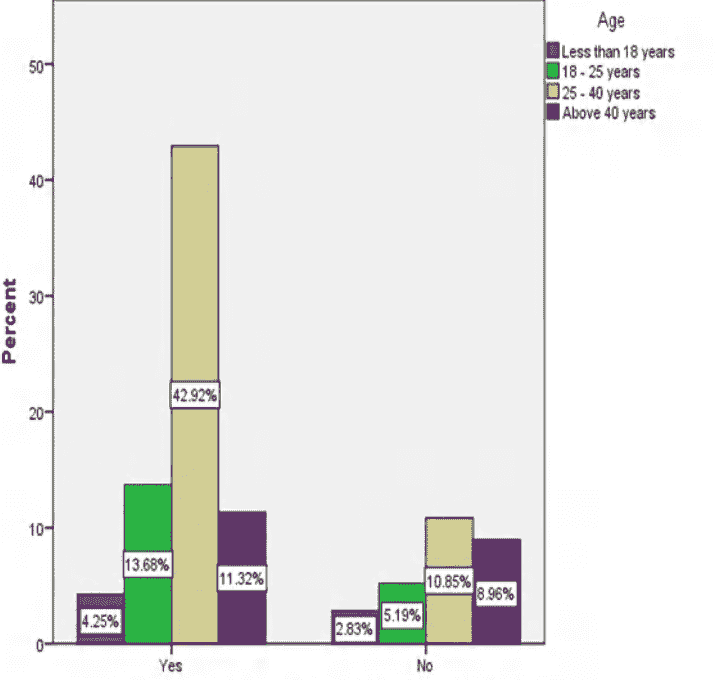 Age
Less than 18 years
18 - 25 years
25 - 40 years
Above 40 years
Percent
50
40
30
20
10
0
4.25%
13.68%
42.92%
11.32%
2.83%
5.19%
10.85%
8.96%
Yes
No